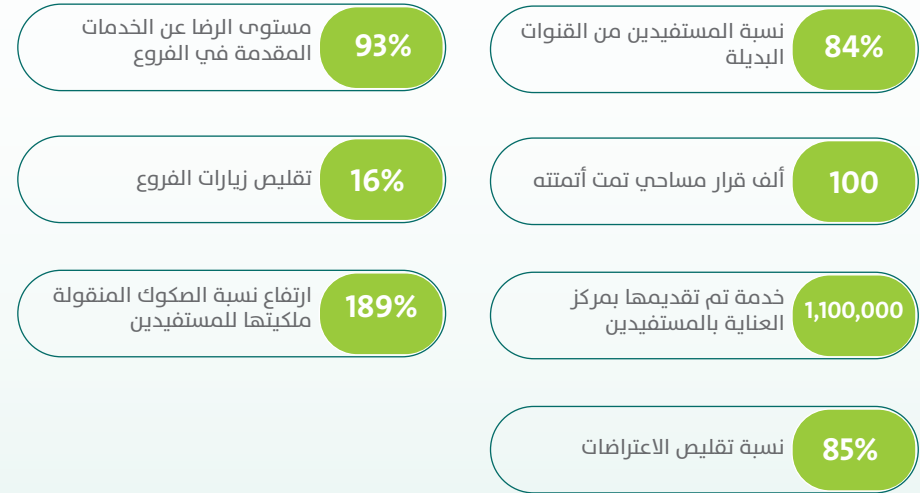 84%
نسبة المستفيدين من القنوات
البديلة
93%
مستوى الرضا عن الخدمات
المقدمة في الفروع
100
ألف قرار مساحي تمت أتمتته
16%
تقليص زيارات الفروع
1,100,000
خدمة تم تقديمها بمركز
العناية بالمستفيدين
189%
ارتفاع نسبة الصكوك المنقولة
ملكيتها للمستفيدين
85%
نسبة تقليص الاعتراضات